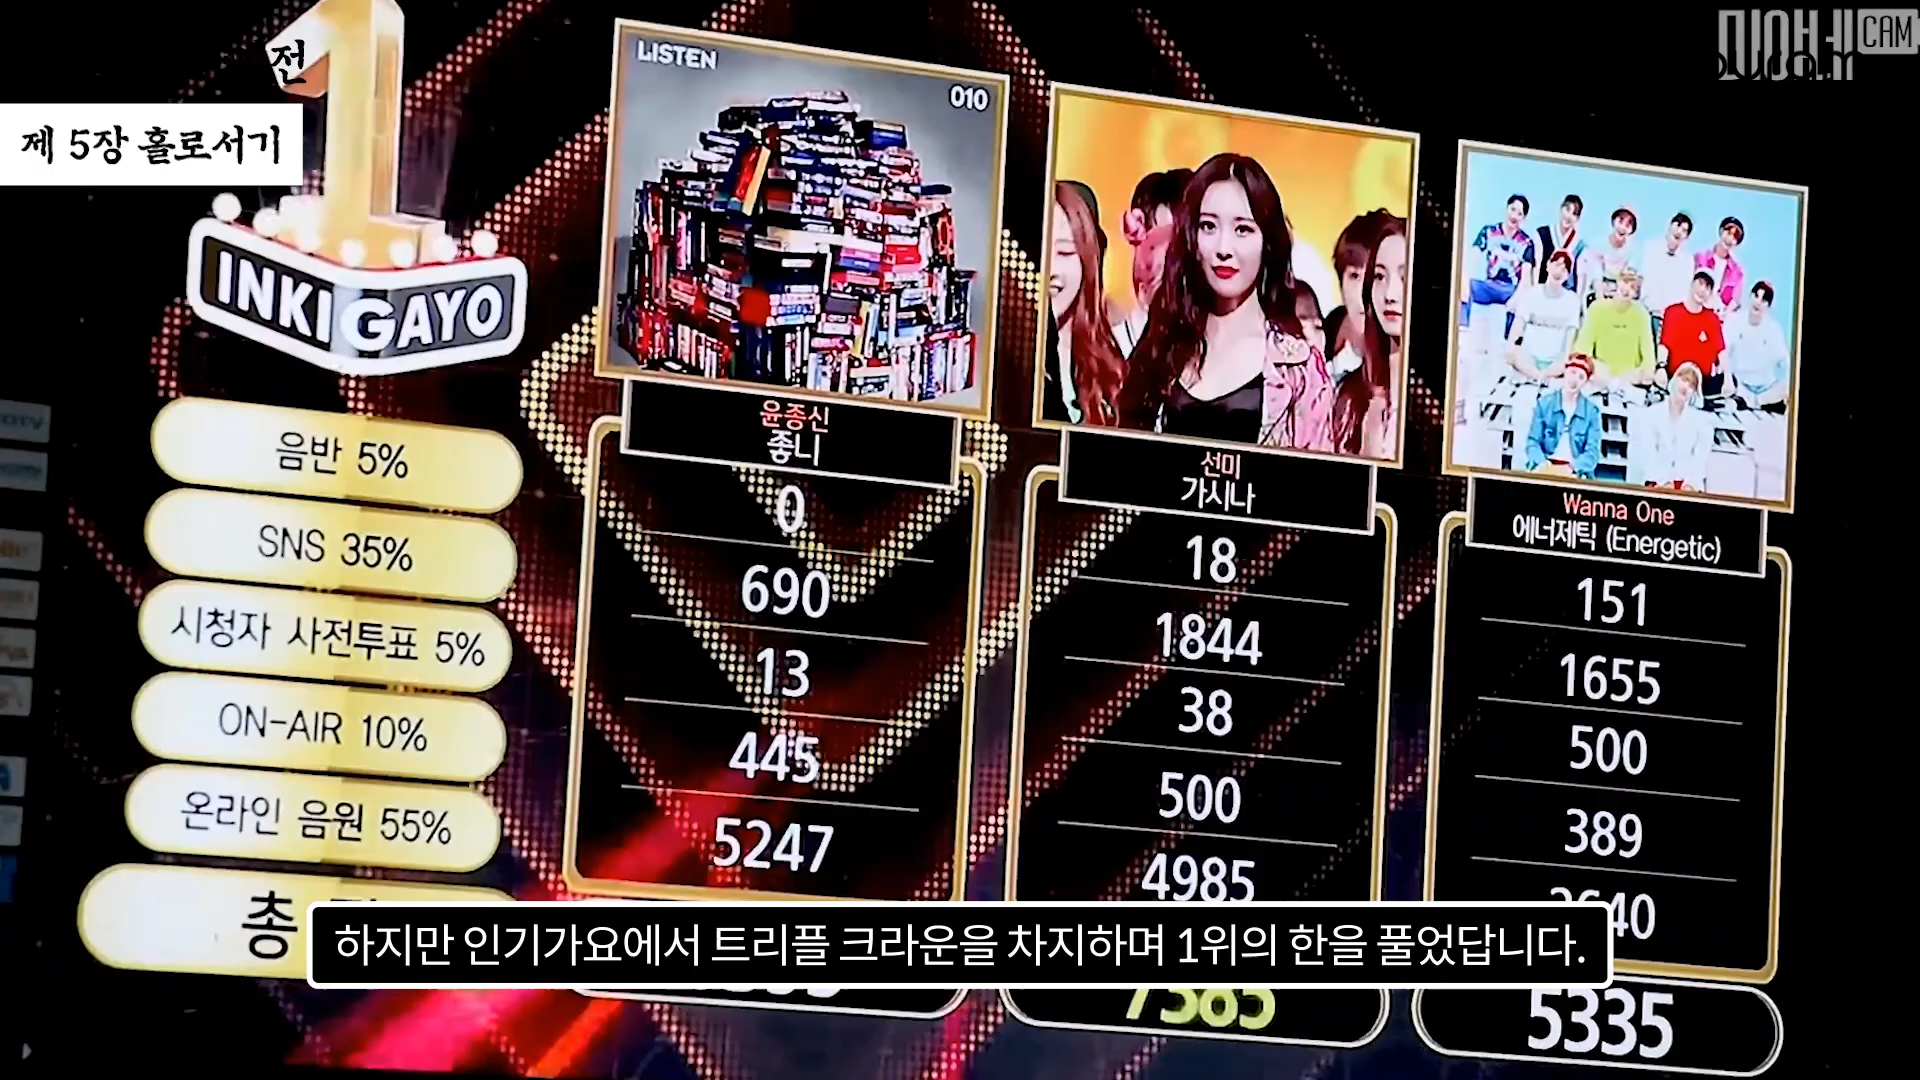 전
제 5장 홀로서기
CAM
1
INKIGAYO
LISTEN
010
윤종신
좋니
선미
가시나
Wanna One
에너제틱 (Energetic)
음반 5%
0
18
151
SNS 35%
690
1844
1655
시청자 사전투표 5%
13
38
500
ON-AIR 10%
445
500
389
온라인 음원 55%
5247
4985
총
7385
5335
하지만 인기가요에서 트리플 크라운을 차지하며 1위의 한을 풀었답니다.